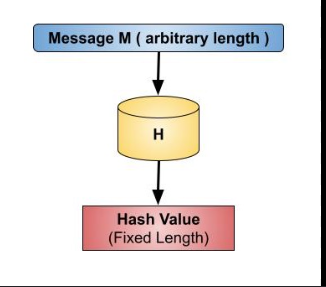 Message M ( arbitrary length )
H
Hash Value
(Fixed Length)